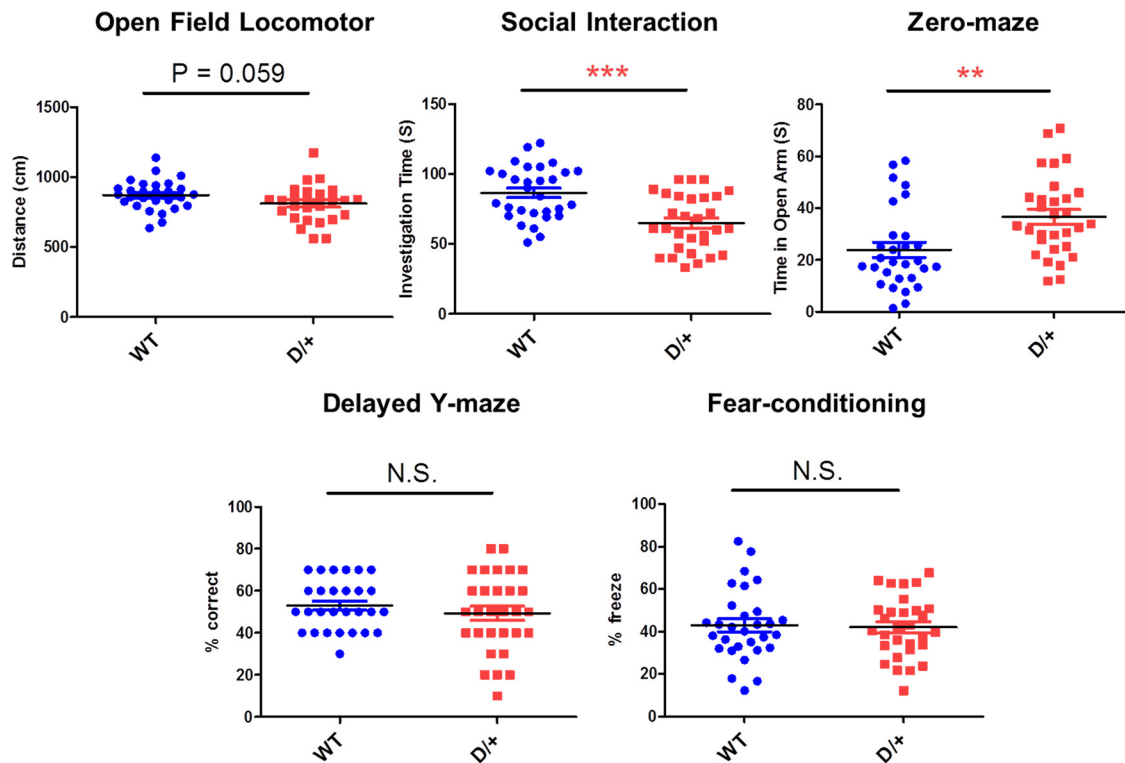 Open Field Locomotor
Social Interaction
Zero-maze
P = 0.059
***
**
Distance (cm)
1500
1000
500
0
WT
D/+
Investigation Time (S)
150
100
50
0
WT
D/+
Time in Open Arm (S)
80
60
40
20
0
WT
D/+
Delayed Y-maze
Fear-conditioning
N.S.
N.S.
% correct
100
80
60
40
20
0
WT
D/+
% freeze
100
80
60
40
20
0
WT
D/+